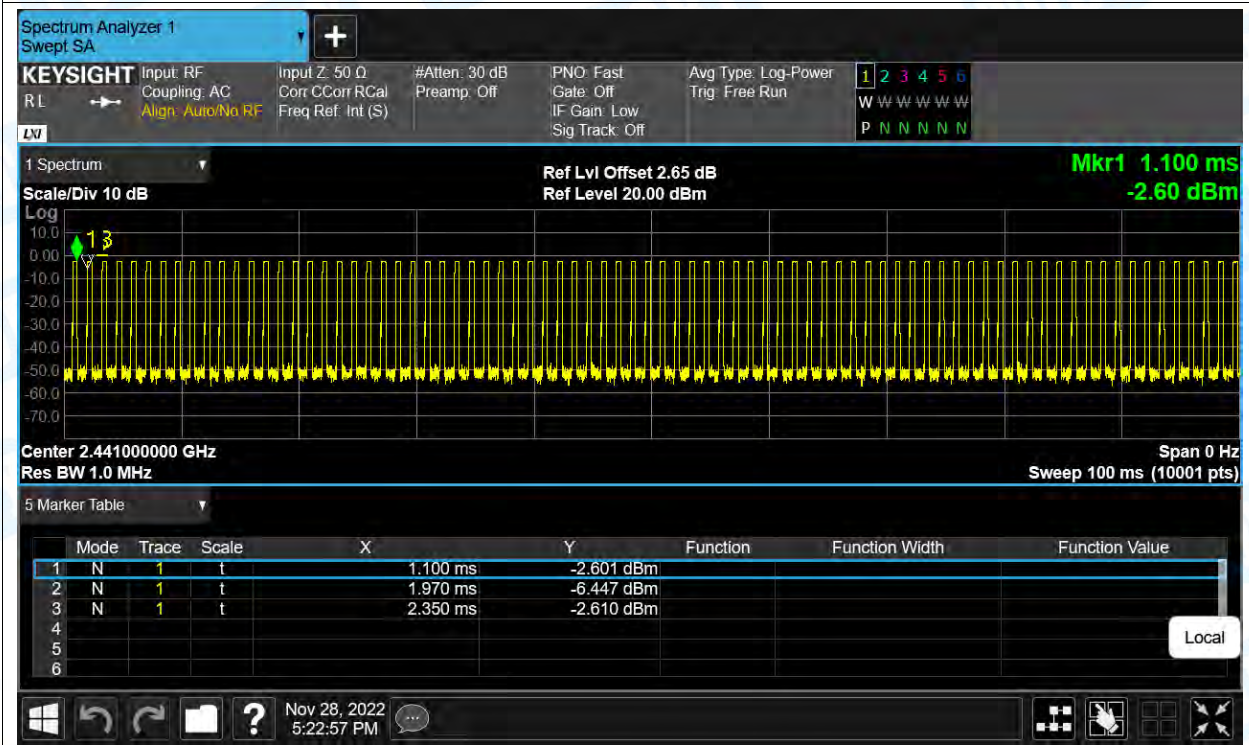 Spectrum Analyzer 1
Swept SA
KEYSIGHT Input: RF Input Z: 50 Ω #Atten: 30 dB PNO: Fast Avg Type: Log-Power 1 2 3 4 5 6
R L Coupling: AC Corr CCorr RCal Preamp: Off Gate: Off Trig: Free Run W W W W W W
Align: Auto/No RF Freq Ref: Int (S) IF Gain: Low
LXI Sig Track: Off P N N N N N
1 Spectrum Ref Lvl Offset 2.65 dB Mkr1 1.100 ms
Scale/Div 10 dB Ref Level 20.00 dBm -2.60 dBm
Log
10.0
1 3
0.00
-10.0
-20.0
-30.0
-40.0
-50.0
-60.0
-70.0
Center 2.441000000 GHz Span 0 Hz
Res BW 1.0 MHz Sweep 100 ms (10001 pts)
5 Marker Table
Mode Trace Scale X Y Function Function Width Function Value
1 N 1 t 1.100 ms -2.601 dBm
2 N 1 t 1.970 ms -6.447 dBm
3 N 1 t 2.350 ms -2.610 dBm
4
5
6
Local
? Nov 28, 2022
5:22:57 PM